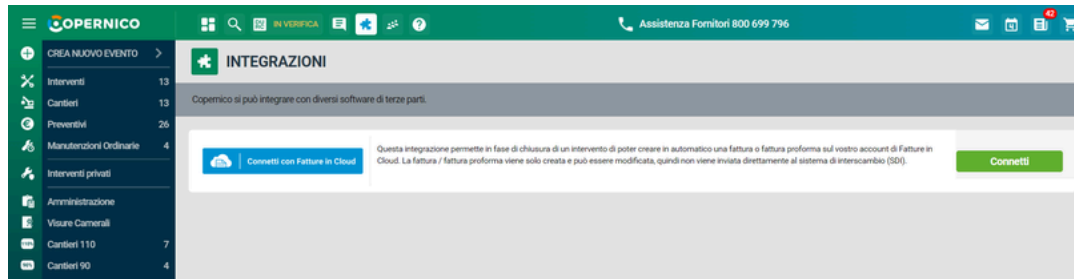 COPERNICO
IN VERIFICA
Assistenza Fornitori 800 699 796
42
CREA NUOVO EVENTO
INTEGRAZIONI
Interventi 13
Cantieri 13
Copernico si può integrare con diversi software di terze parti.
Preventivi 26
Manutenzioni Ordinarie 4
Connetti con Fatture in Cloud
Questa integrazione permette in fase di chiusura di un intervento di poter creare in automatico una fattura o fattura proforma sul vostro account di Fatture in
Cloud. La fattura / fattura proforma viene solo creata e può essere modificata, quindi non viene inviata direttamente al sistema di interscambio (SDI).
Connetti
Interventi privati
Amministrazione
Visure Camerali
Cantieri 110 7
Cantieri 90 4